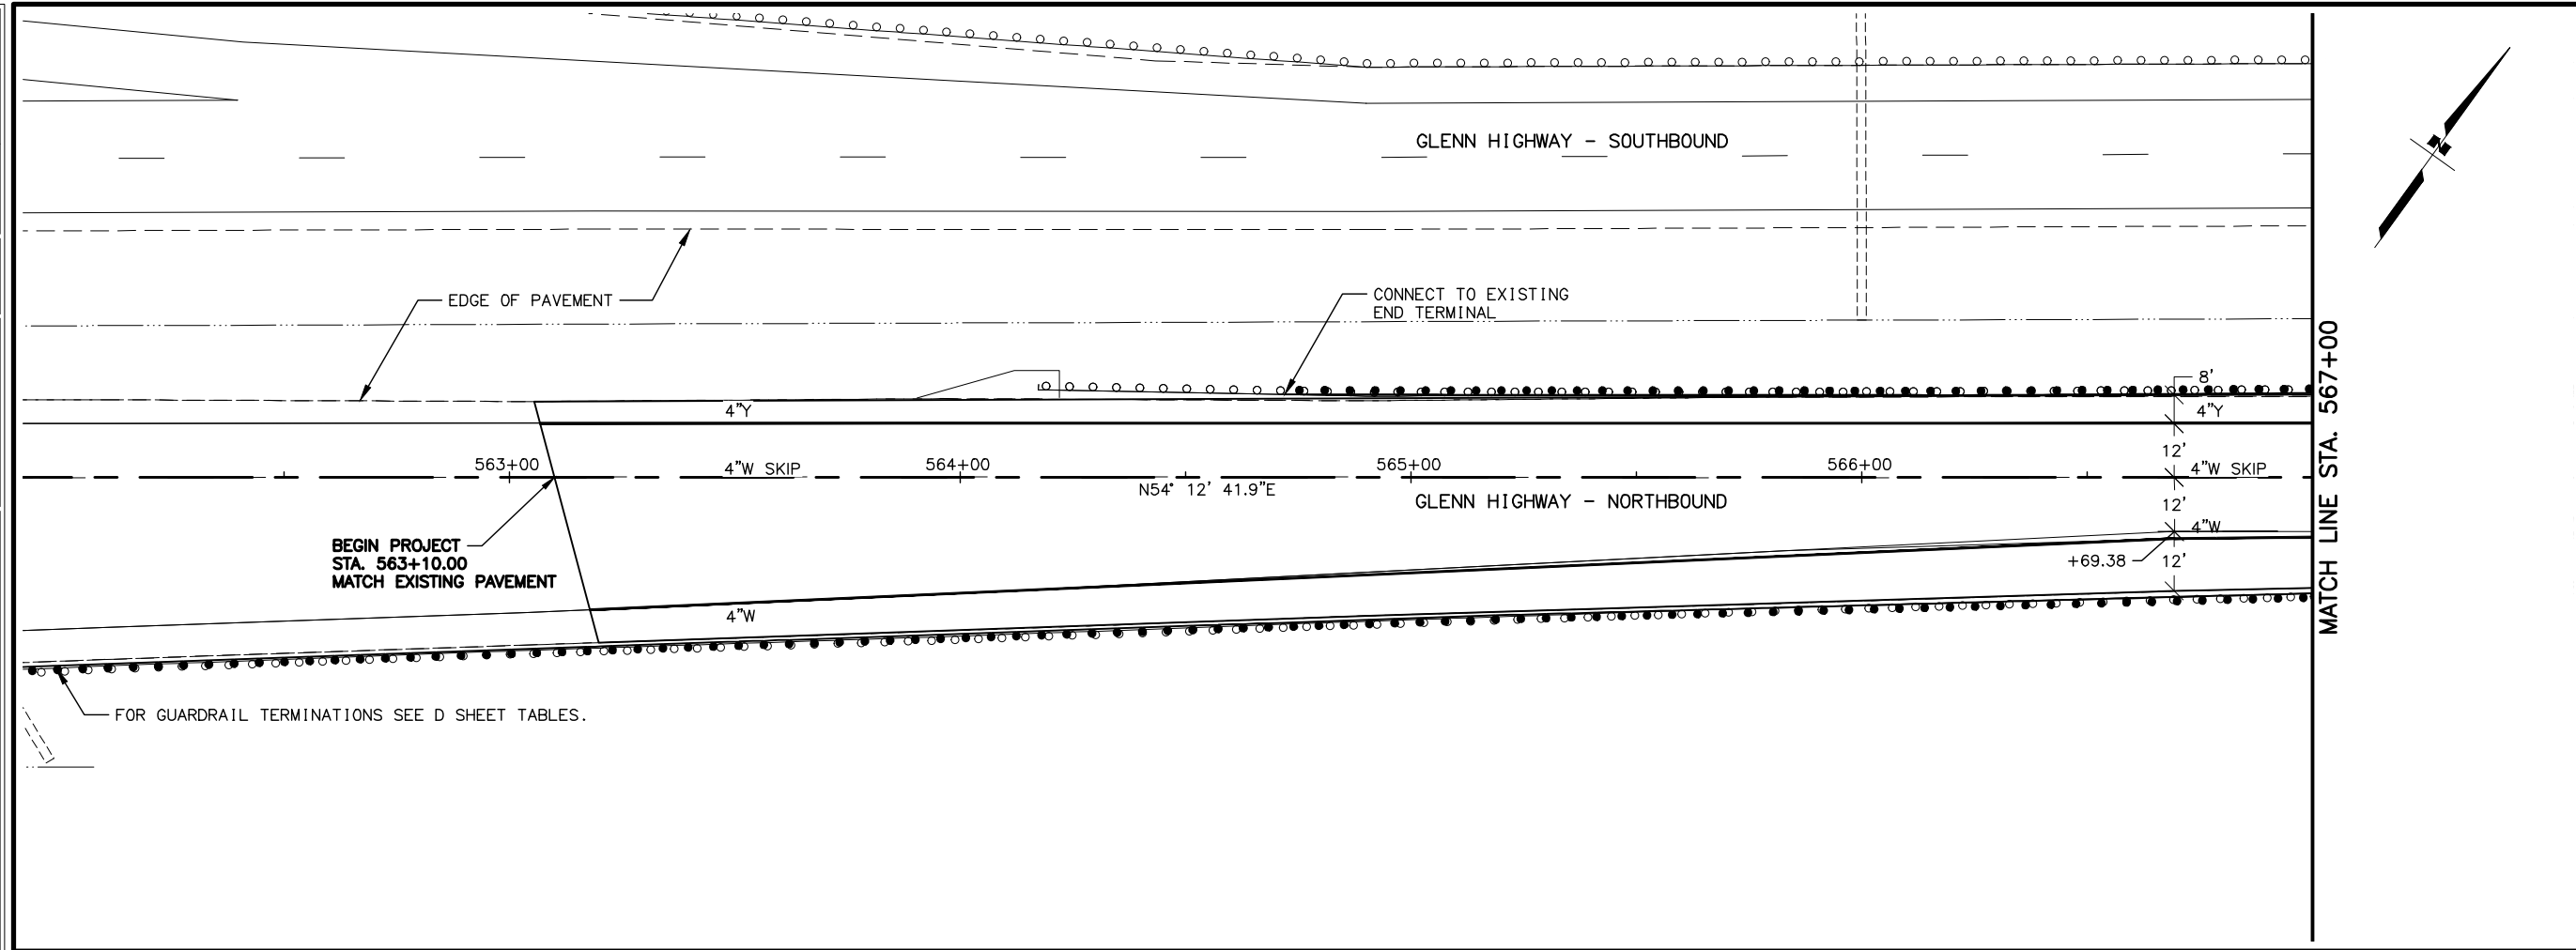 GLENN HIGHWAY - SOUTHBOUND
N
EDGE OF PAVEMENT
CONNECT TO EXISTING
END TERMINAL
MATCH LINE STA. 567+00
8'
4"Y
4"Y
563+00
4"W SKIP
564+00
565+00
566+00
12'
4"W SKIP
N54° 12' 41.9"E
GLENN HIGHWAY - NORTHBOUND
12'
4"W
BEGIN PROJECT
STA. 563+10.00
MATCH EXISTING PAVEMENT
+69.38
12'
4"W
FOR GUARDRAIL TERMINATIONS SEE D SHEET TABLES.